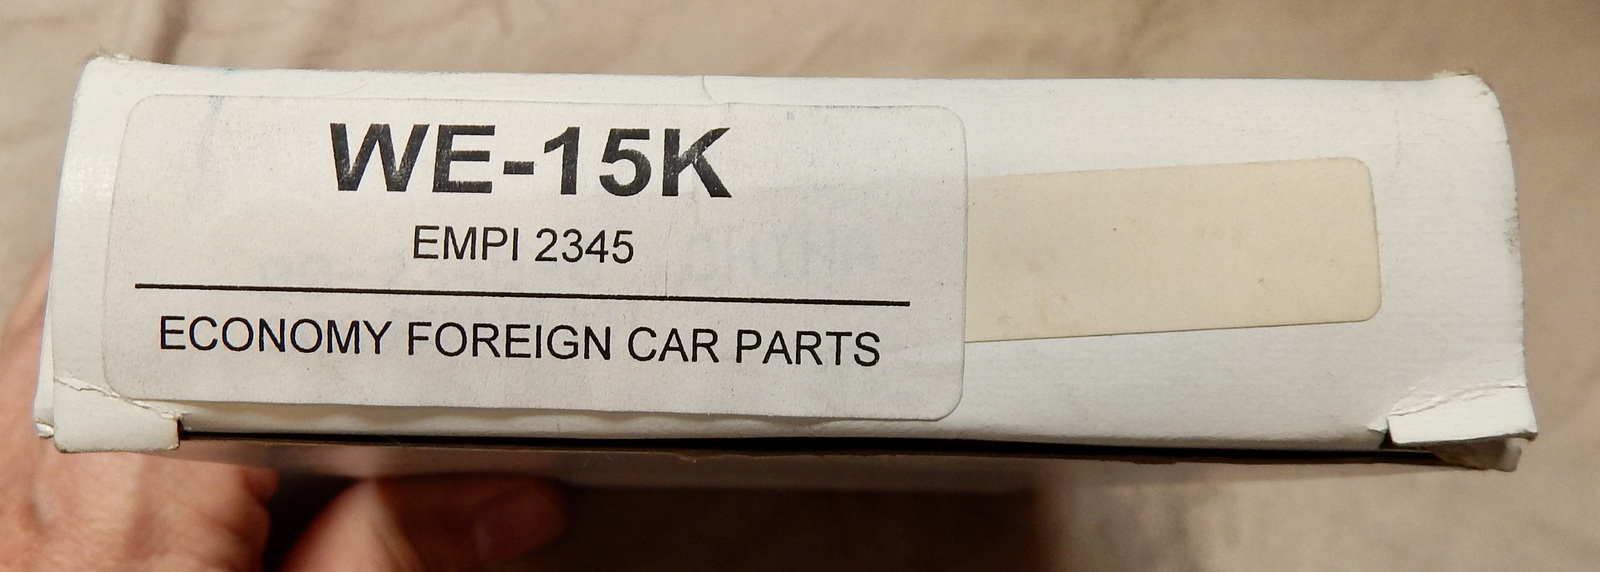 WE-15K
EMPI 2345
ECONOMY FOREIGN CAR PARTS